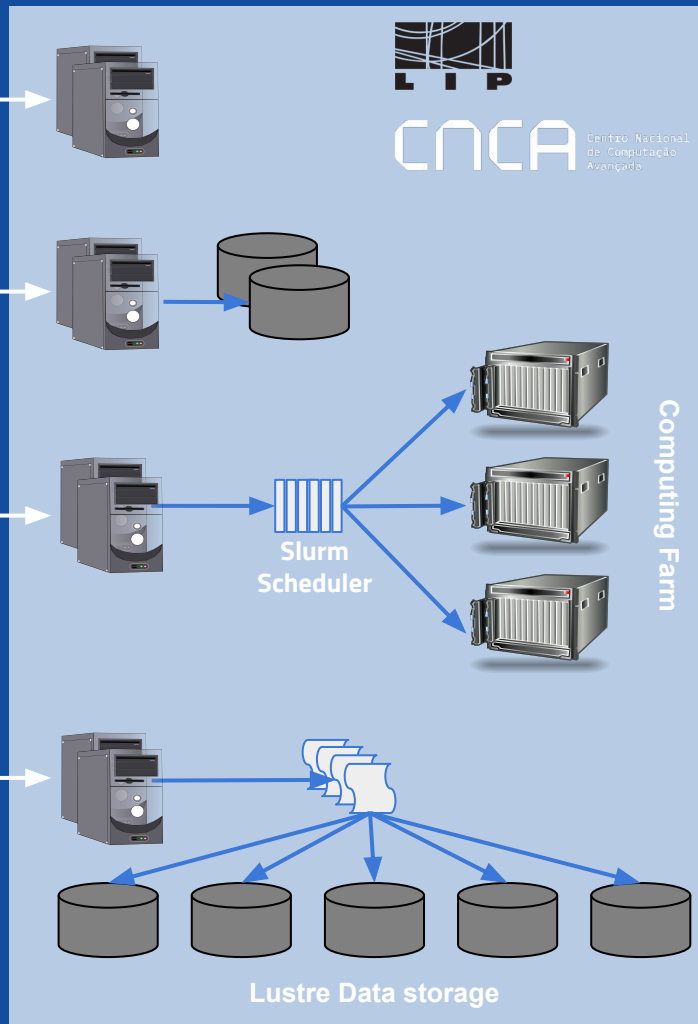 LIP
CNCA
Centro Nacional
de Computação
Avançada
Computing Farm
Slurm
Scheduler
Lustre Data storage